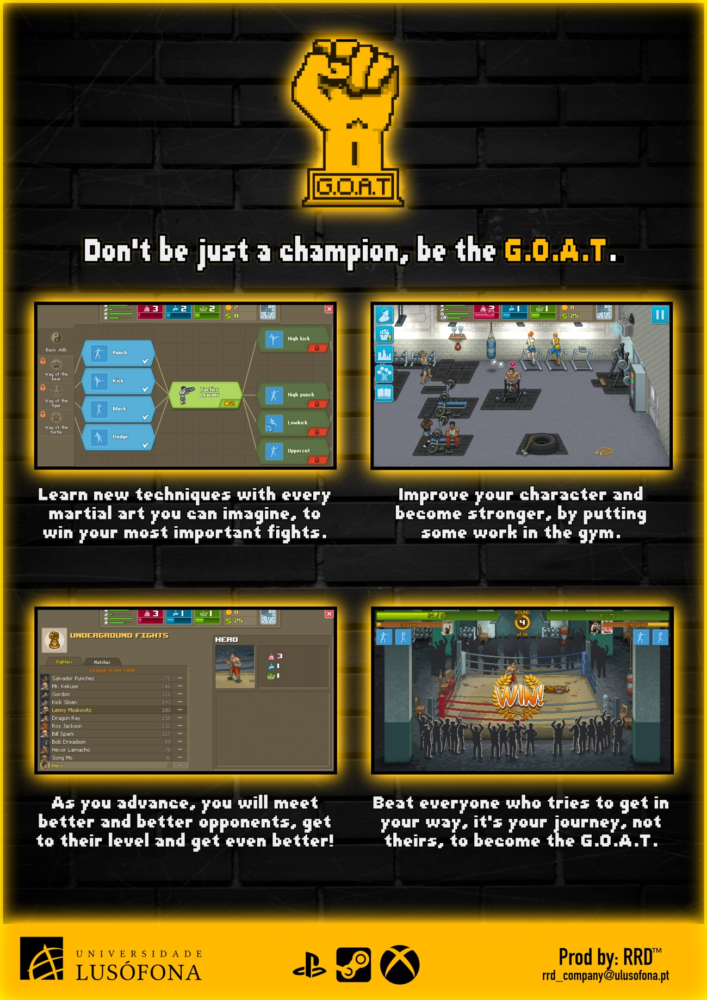 G.O.A.T
Don't be just a champion, be the G.O.A.T.
3
2
2
2
$ 11
Basic skills
Way of the
bear
Way of the
tiger
Way of the
turtle
Punch
Kick
Block
Dodge
Tactics
Learner
2
High kick
High punch
Lowkick
Uppercut
1
1
0
$ 25
Learn new techniques with every
martial art you can imagine, to
win your most important fights.
Improve your character and
become stronger, by putting
some work in the gym.
3
1
1
0
$ 25
UNDERGROUND FIGHTS
Fighters
Matches
League score table
Salvador Punchez 271
Mr. Kekuse 246
Gordon 211
Kick Sloan 193
Lenny Moskovitz 180
Dragon Ray 158
Roy Jackson 132
Bill Spark 117
Bob Dreadson 89
Hexor Lamacho 78
Song Mo 36
Hero 0
HERO
3
1
1
54 / 98
3 / 100
ROUND
4
of 10
0 / 71
29 / 100
WIN!
As you advance, you will meet
better and better opponents, get
to their level and get even better!
Beat everyone who tries to get in
your way, it's your journey, not
theirs, to become the G.O.A.T.
UNIVERSIDADE
LUSÓFONA
Prod by: RRD™
rrd_company@ulusofona.pt